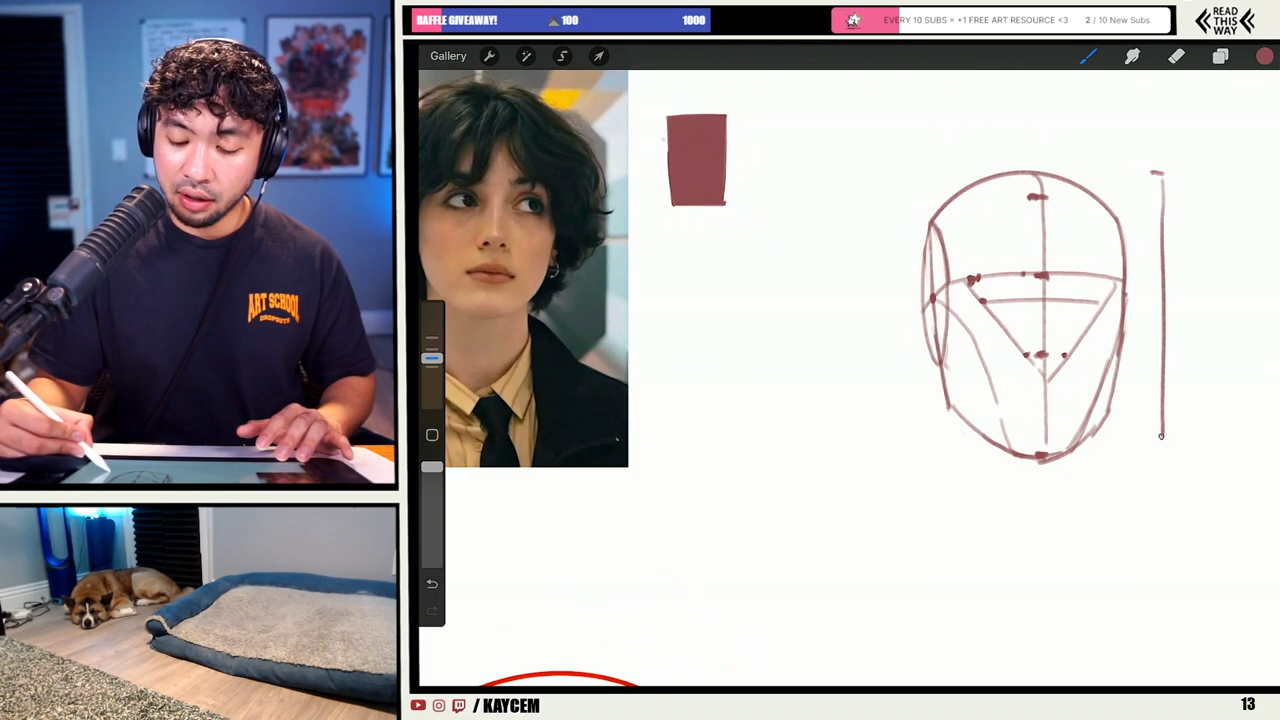 RAFFLE GIVEAWAY! 100 1000
EVERY 10 SUBS = +1 FREE ART RESOURCE <3 2 / 10 New Subs
READ
THIS
WAY
Gallery
ART SCHOOL
DROPOUTS
/ KAYCEM
13